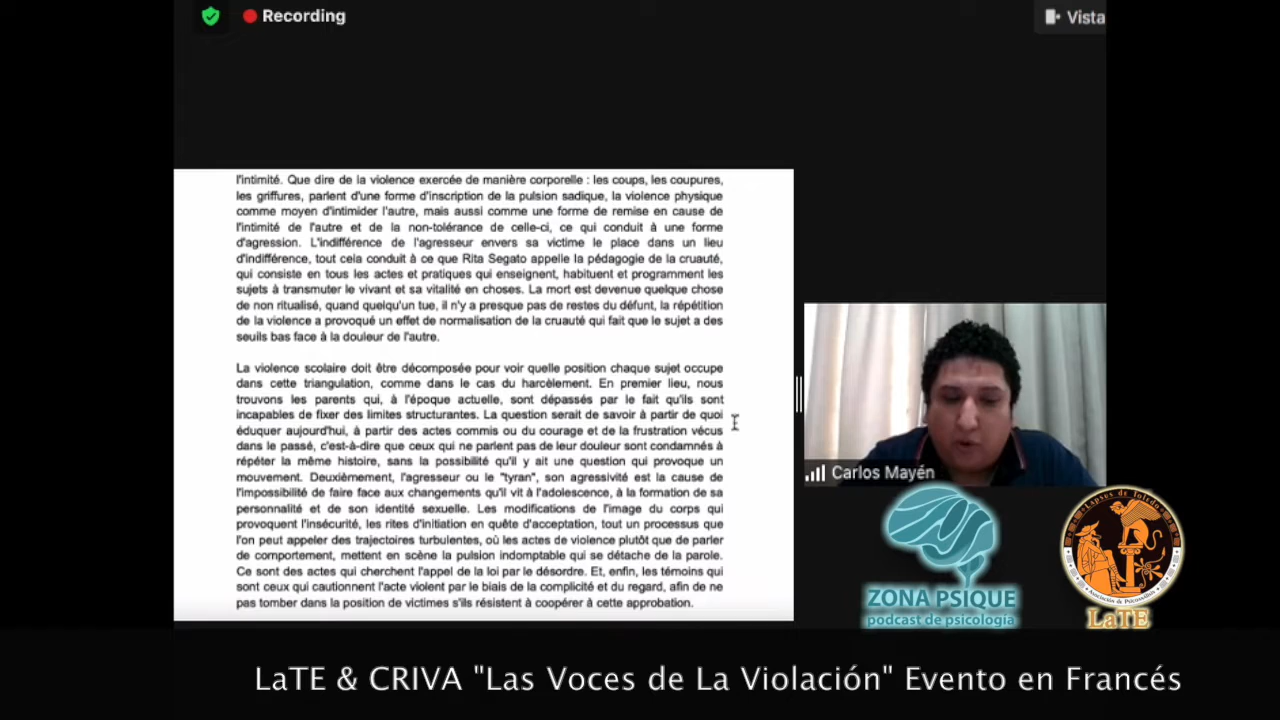 Recording
Vista
l'intimité. Que dire de la violence exercée de manière corporelle : les coups, les coupures,
les griffures, parlent d'une forme d'inscription de la pulsion sadique, la violence physique
comme moyen d'intimider l'autre, mais aussi comme une forme de remise en cause de
l'intimité de l'autre et de la non-tolérance de celle-ci, ce qui conduit à une forme
d'agression. L'indifférence de l'agresseur envers sa victime le place dans un lieu
d'indifférence, tout cela conduit à ce que Rita Segato appelle la pédagogie de la cruauté,
qui consiste en tous les actes et pratiques qui enseignent, habituent et programment les
sujets à transmuter le vivant et sa vitalité en choses. La mort est devenue quelque chose
de non ritualisé, quand quelqu'un tue, il n'y a presque pas de restes du défunt, la répétition
de la violence a provoqué un effet de normalisation de la cruauté qui fait que le sujet a des
seuils bas face à la douleur de l'autre.
La violence scolaire doit être décomposée pour voir quelle position chaque sujet occupe
dans cette triangulation, comme dans le cas du harcèlement. En premier lieu, nous
trouvons les parents qui, à l'époque actuelle, sont dépassés par le fait qu'ils sont
incapables de fixer des limites structurantes. La question serait de savoir à partir de quoi
éduquer aujourd'hui, à partir des actes commis ou du courage et de la frustration vécus
dans le passé, c'est-à-dire que ceux qui ne parlent pas de leur douleur sont condamnés à
répéter la même histoire, sans la possibilité qu'il y ait une question qui provoque un
mouvement. Deuxièmement, l'agresseur ou le "tyran", son agressivité est la cause de
l'impossibilité de faire face aux changements qu'il vit à l'adolescence, à la formation de sa
personnalité et de son identité sexuelle. Les modifications de l'image du corps qui
provoquent l'insécurité, les rites d'initiation en quête d'acceptation, tout un processus que
l'on peut appeler des trajectoires turbulentes, où les actes de violence plutôt que de parler
de comportement, mettent en scène la pulsion indomptable qui se détache de la parole.
Ce sont des actes qui cherchent l'appel de la loi par le désordre. Et, enfin, les témoins qui
sont ceux qui cautionnent l'acte violent par le biais de la complicité et du regard, afin de ne
pas tomber dans la position de victimes s'ils résistent à coopérer à cette approbation.
Carlos Mayén
ZONA PSIQUE
podcast de psicología
Lapsus de Toledo
Asociación de Psicoanálisis
LaTE
LaTE & CRIVA "Las Voces de La Violación" Evento en Francés